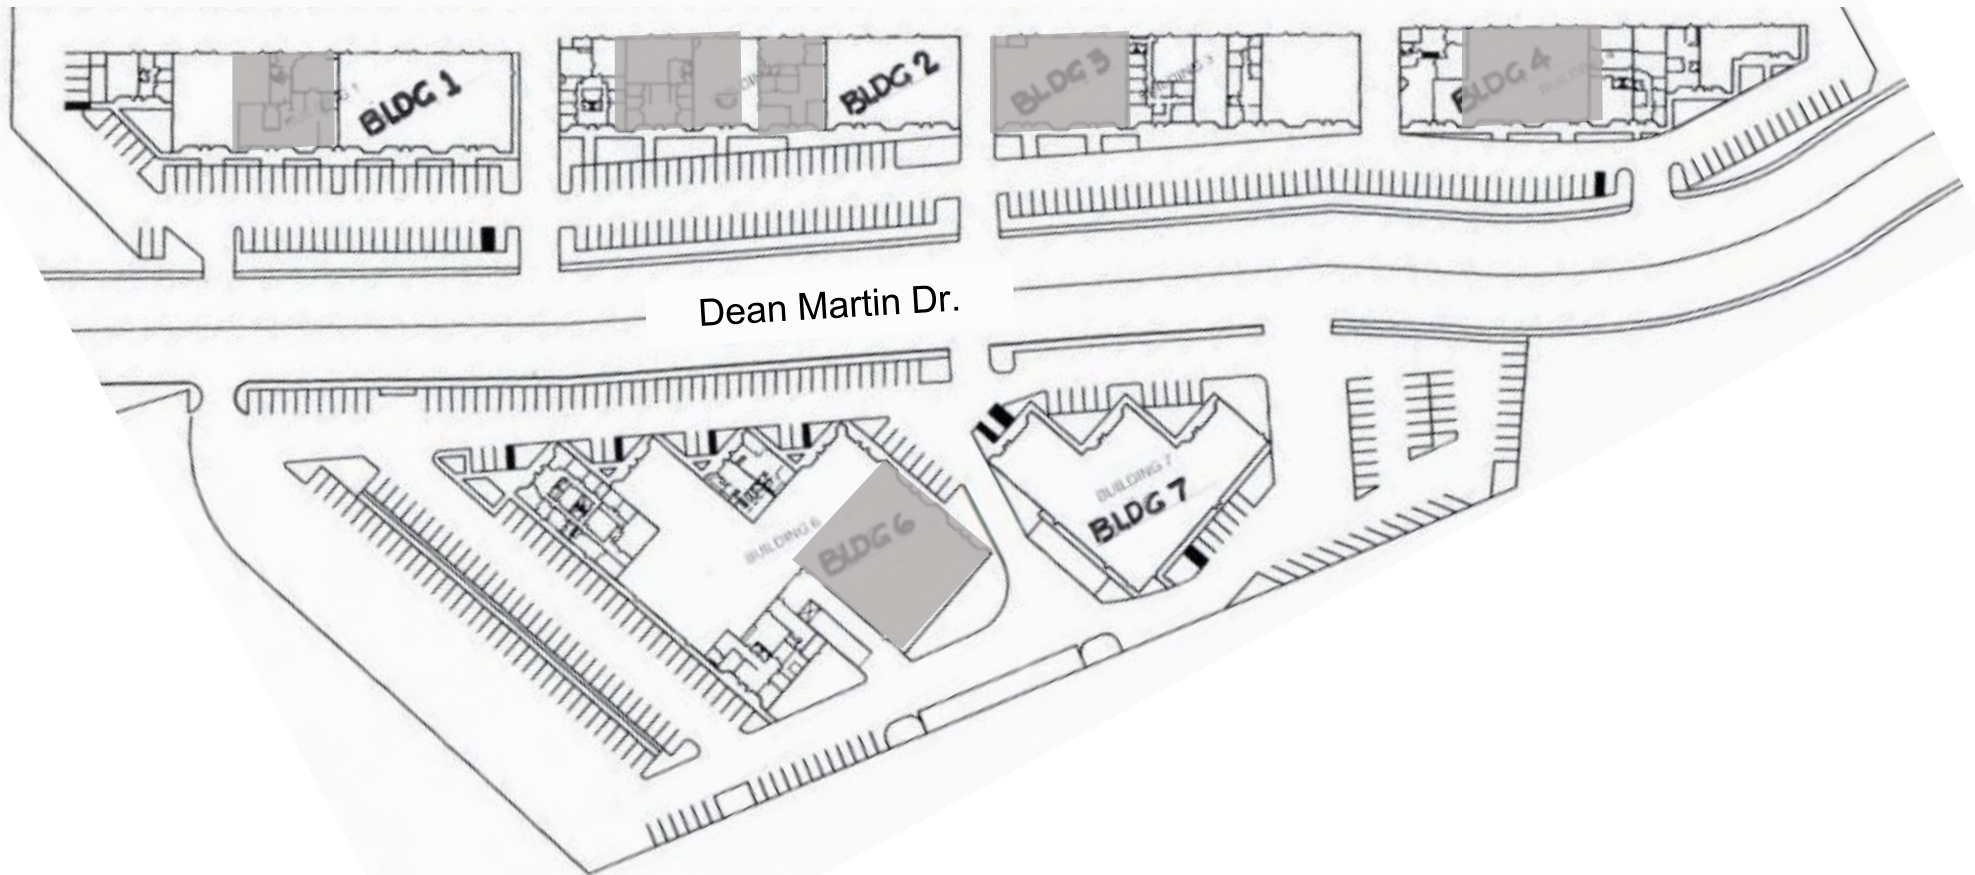 BLDG 1
BLDG 2
BLDG 3
BLDG 4
Dean Martin Dr.
BUILDING 6
BLDG 6
BUILDING 7
BLDG 7